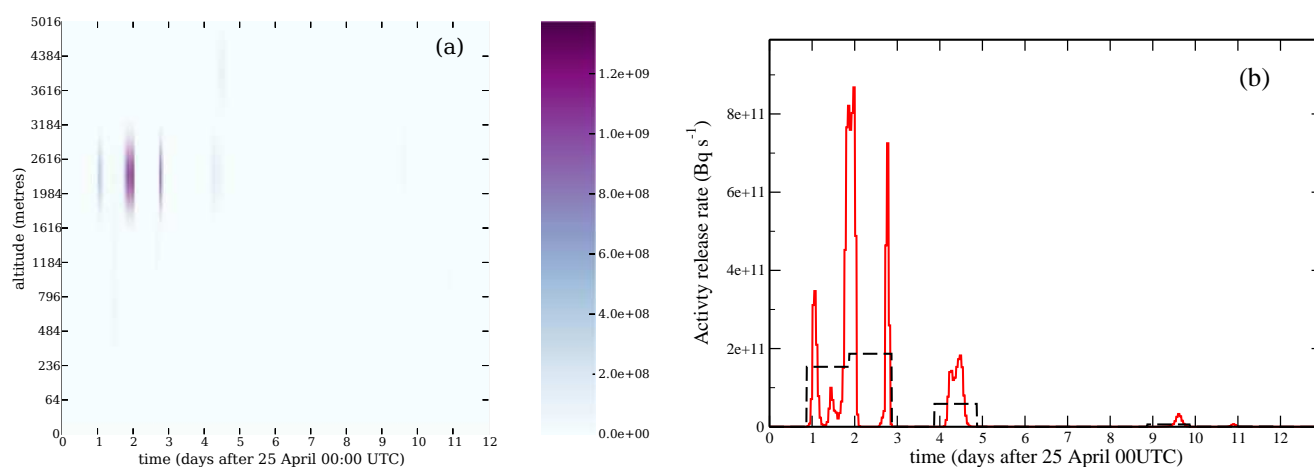 (a)
altitude (metres)
5016
4384
3616
3184
2616
1984
1616
1184
796
484
236
64
0
0 1 2 3 4 5 6 7 8 9 10 11 12
time (days after 25 April 00:00 UTC)
1.2e+09
1.0e+09
8.0e+08
6.0e+08
4.0e+08
2.0e+08
0.0e+00
(b)
Activty release rate (Bq s⁻¹)
8e+11
6e+11
4e+11
2e+11
0
0 1 2 3 4 5 6 7 8 9 10 11 12
time (days after 25 April 00UTC)